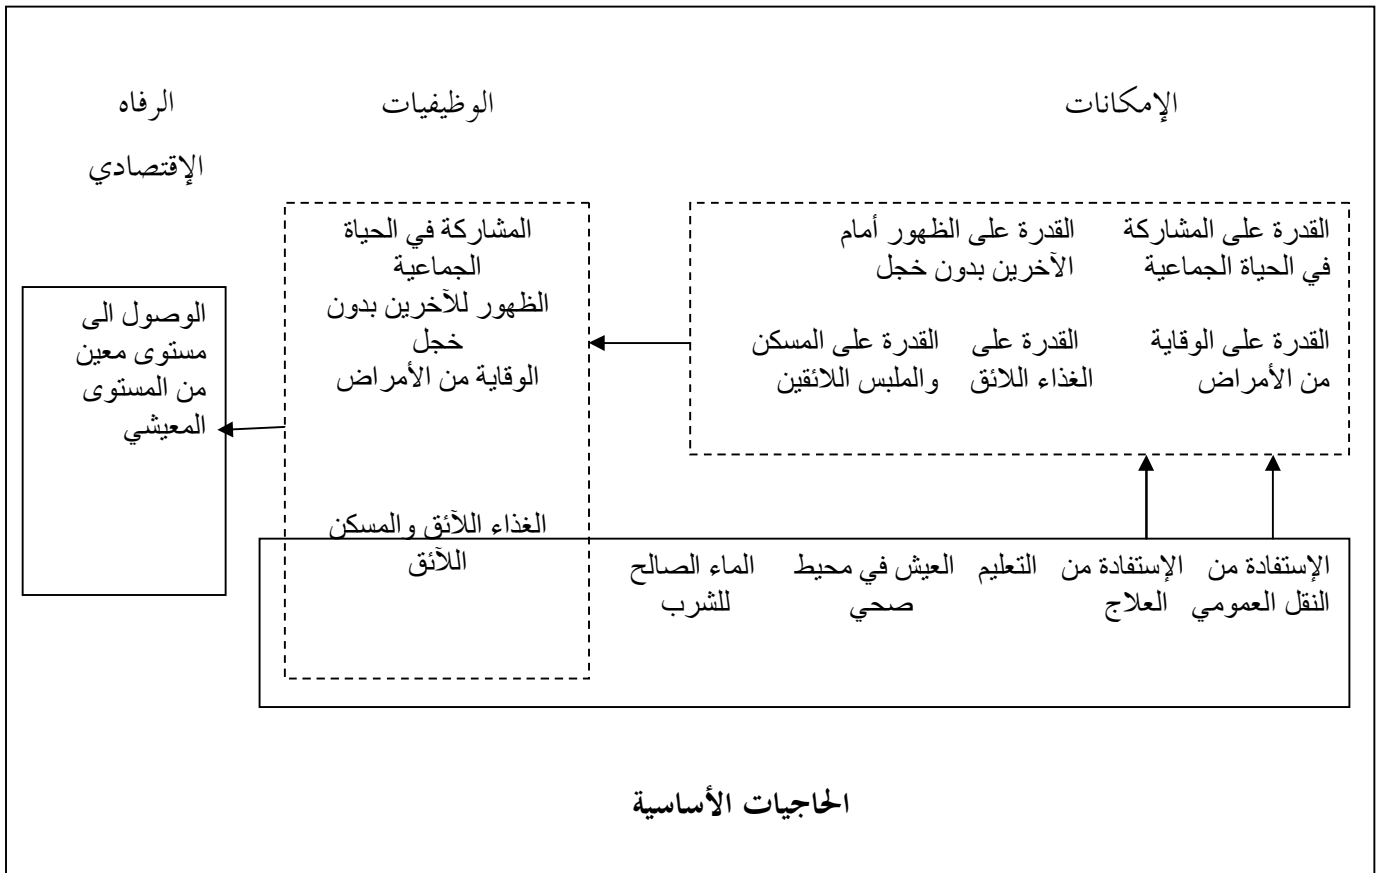 الإمكانات
الوظيفيات
الرفاه
الإقتصادي
القدرة على المشاركة
في الحياة الجماعية
القدرة على الظهور أمام
الآخرين بدون خجل
القدرة على الوقاية
من الأمراض
القدرة على
الغذاء اللائق
القدرة على المسكن
والملبس اللائقين
المشاركة في الحياة
الجماعية
الظهور للآخرين بدون
خجل
الوقاية من الأمراض
الغذاء اللآئق والمسكن
اللآئق
الوصول الى
مستوى معين
من المستوى
المعيشي
الإستفادة من
النقل العمومي
الإستفادة من
العلاج
التعليم
العيش في محيط
صحي
الماء الصالح
للشرب
الحاجيات الأساسية